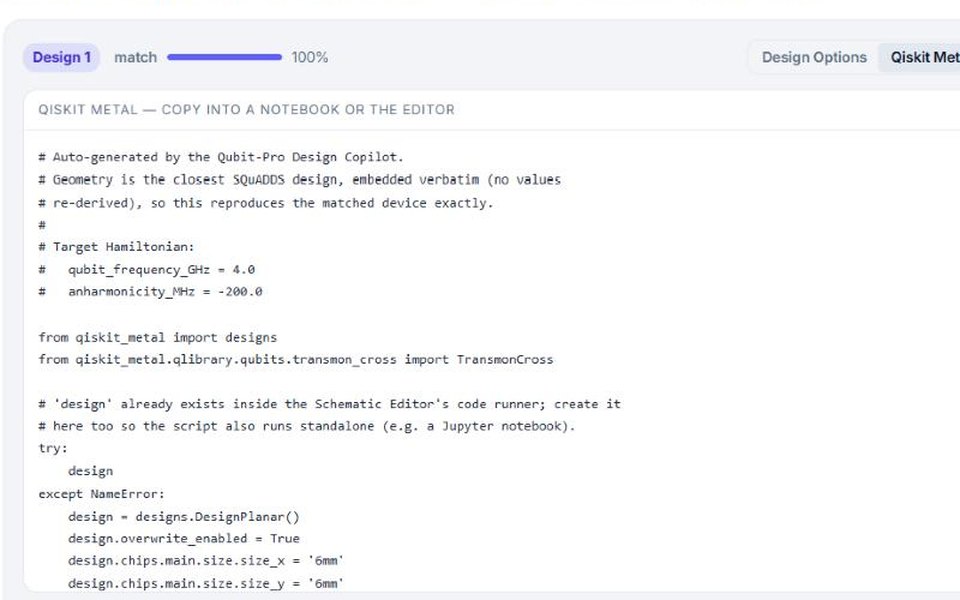 Design 1 match 100% Design Options Qiskit Met
QISKIT METAL — COPY INTO A NOTEBOOK OR THE EDITOR
# Auto-generated by the Qubit-Pro Design Copilot.
# Geometry is the closest SQuADDS design, embedded verbatim (no values
# re-derived), so this reproduces the matched device exactly.
#
# Target Hamiltonian:
#   qubit_frequency_GHz = 4.0
#   anharmonicity_MHz = -200.0

from qiskit_metal import designs
from qiskit_metal.qlibrary.qubits.transmon_cross import TransmonCross

# 'design' already exists inside the Schematic Editor's code runner; create it
# here too so the script also runs standalone (e.g. a Jupyter notebook).
try:
    design
except NameError:
    design = designs.DesignPlanar()
    design.overwrite_enabled = True
    design.chips.main.size.size_x = '6mm'
    design.chips.main.size.size_y = '6mm'